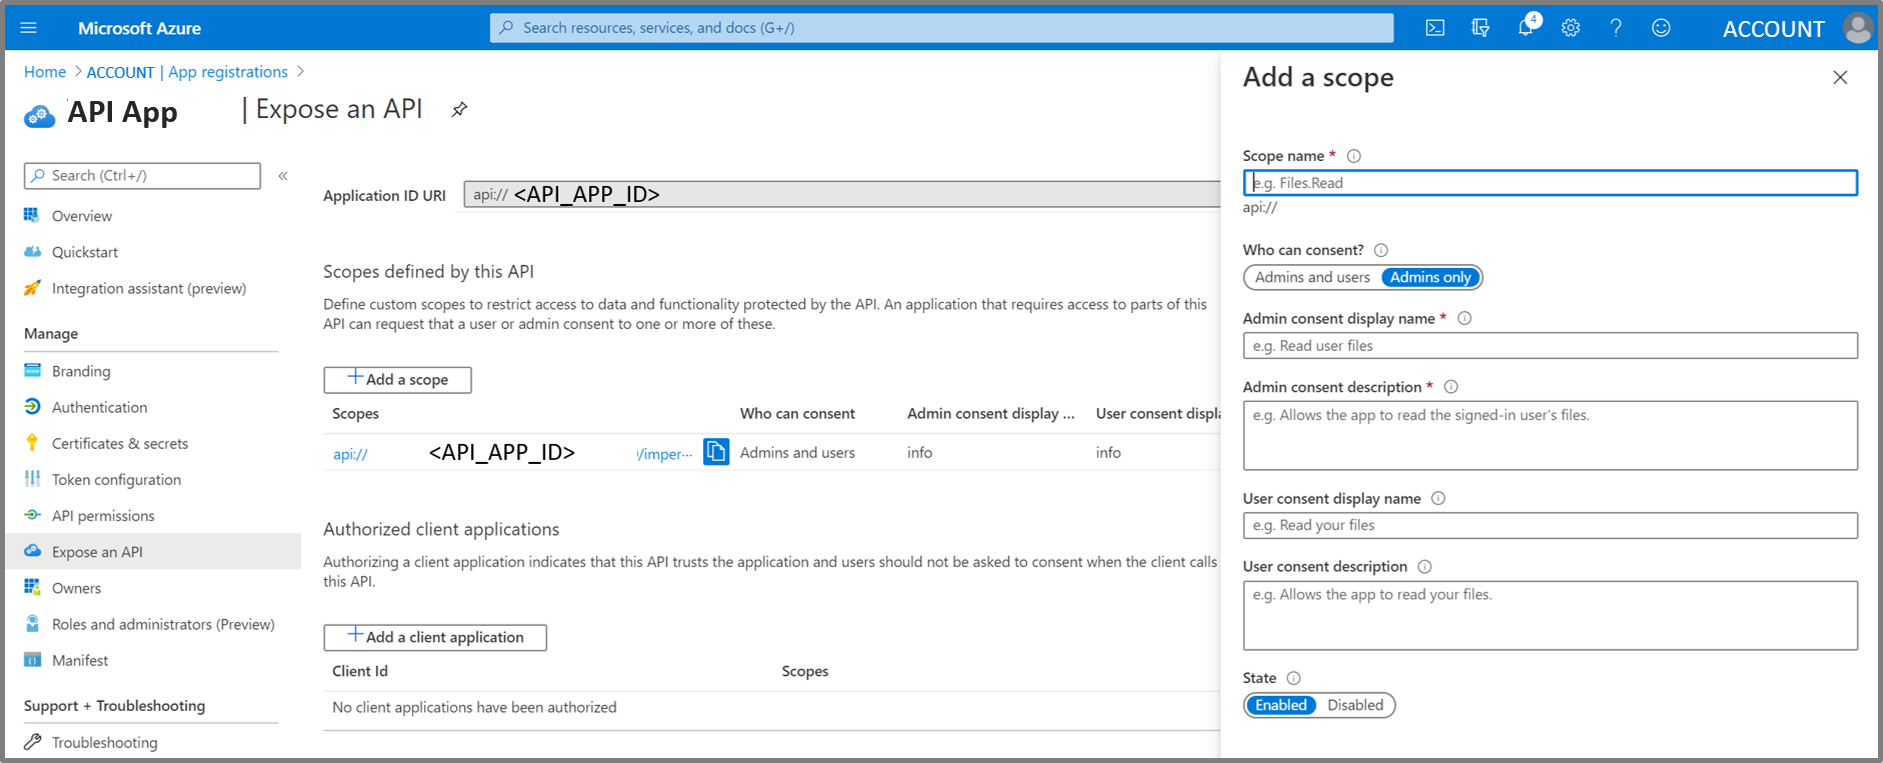 Microsoft Azure
Search resources, services, and docs (G+/)
4
ACCOUNT
Home > ACCOUNT | App registrations >
API App | Expose an API
Search (Ctrl+/)
«
Overview
Quickstart
Integration assistant (preview)
Manage
Branding
Authentication
Certificates & secrets
Token configuration
API permissions
Expose an API
Owners
Roles and administrators (Preview)
Manifest
Support + Troubleshooting
Troubleshooting
Application ID URI api:// <API_APP_ID>
Scopes defined by this API
Define custom scopes to restrict access to data and functionality protected by the API. An application that requires access to parts of this
API can request that a user or admin consent to one or more of these.
+ Add a scope
Scopes Who can consent Admin consent display ... User consent displa
api:// <API_APP_ID> /imper... Admins and users info info
Authorized client applications
Authorizing a client application indicates that this API trusts the application and users should not be asked to consent when the client calls
this API.
+ Add a client application
Client Id Scopes
No client applications have been authorized
Add a scope
Scope name *
e.g. Files.Read
api://
Who can consent?
Admins and users Admins only
Admin consent display name *
e.g. Read user files
Admin consent description *
e.g. Allows the app to read the signed-in user's files.
User consent display name
e.g. Read your files
User consent description
e.g. Allows the app to read your files.
State
Enabled Disabled